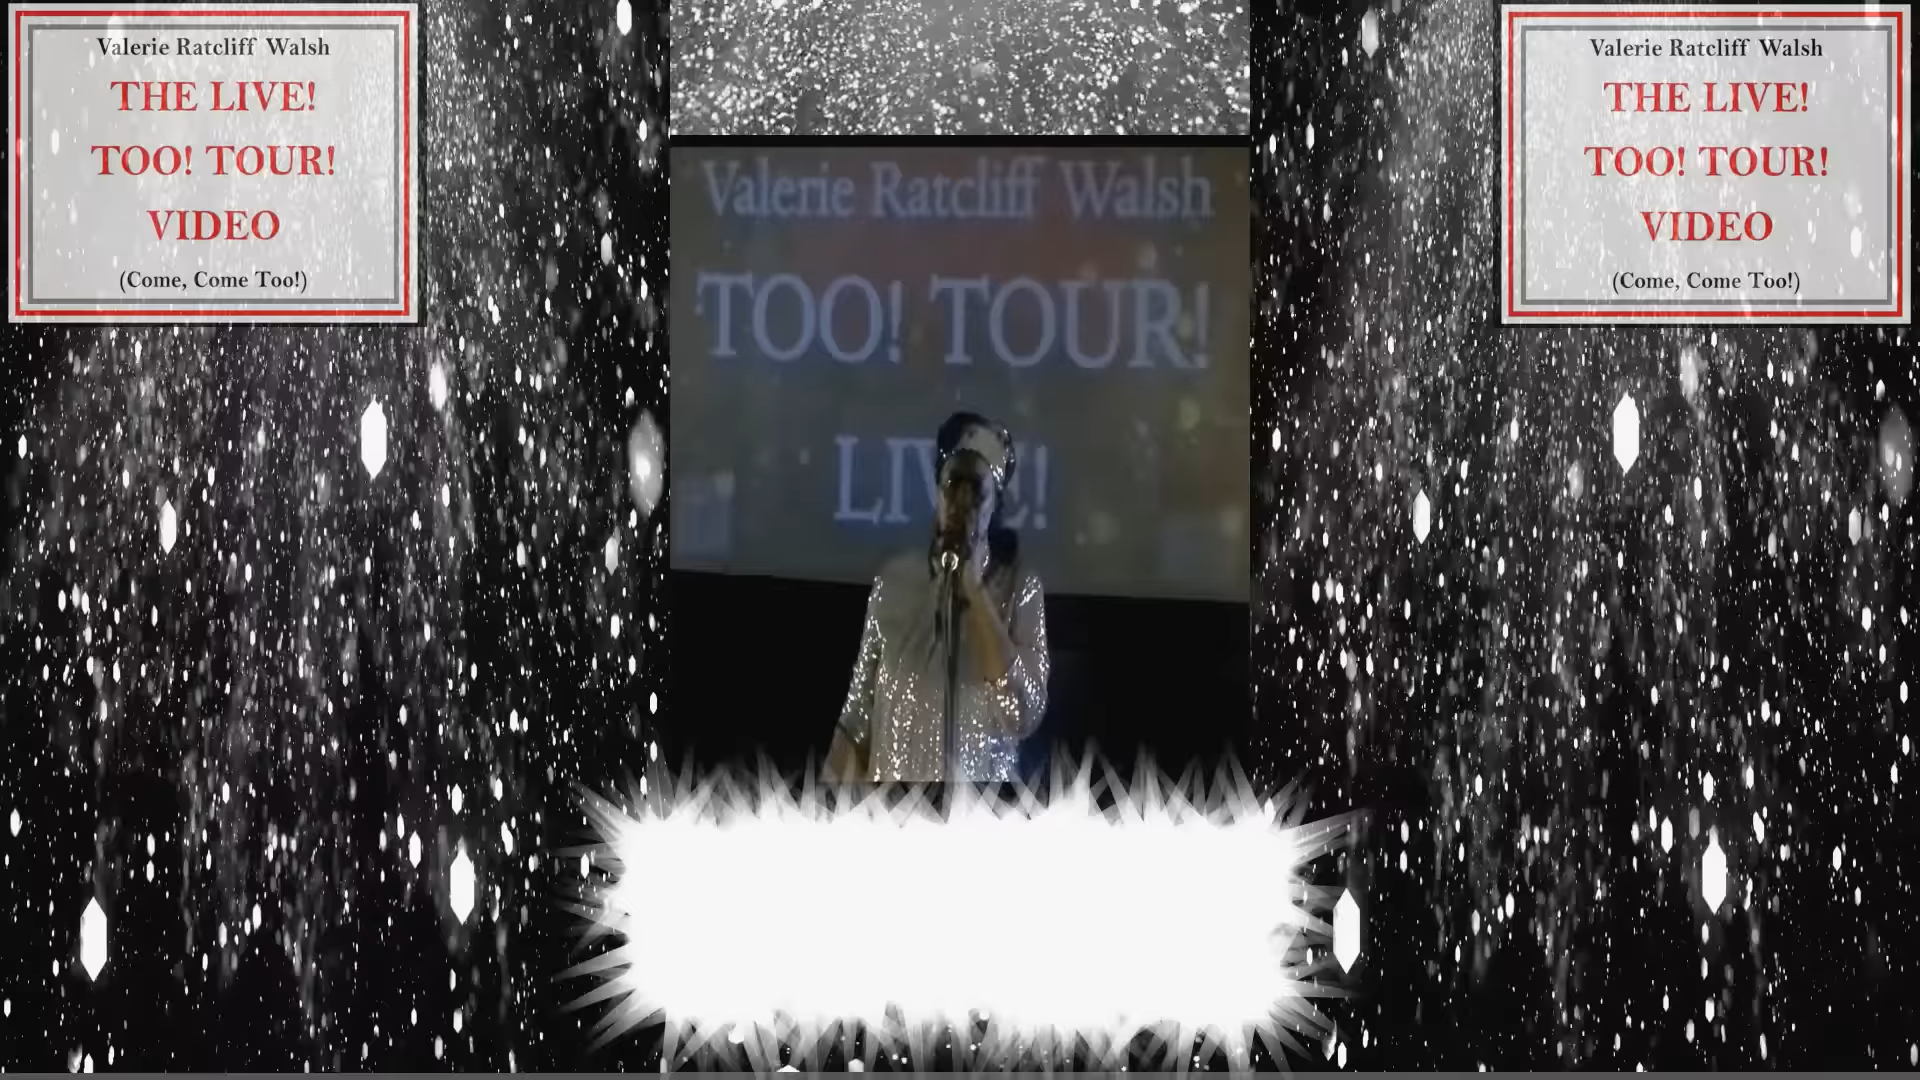 Valerie Ratcliff Walsh
THE LIVE!
TOO! TOUR!
VIDEO
(Come, Come Too!)
Valerie Ratcliff Walsh
TOO! TOUR!
LIVE!
Valerie Ratcliff Walsh
THE LIVE!
TOO! TOUR!
VIDEO
(Come, Come Too!)